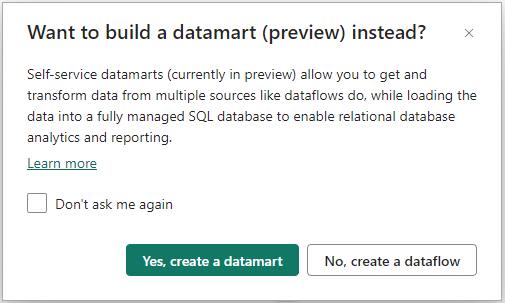 Want to build a datamart (preview) instead?
Self-service datamarts (currently in preview) allow you to get and
transform data from multiple sources like dataflows do, while loading the
data into a fully managed SQL database to enable relational database
analytics and reporting.
Learn more
Don't ask me again
Yes, create a datamart
No, create a dataflow